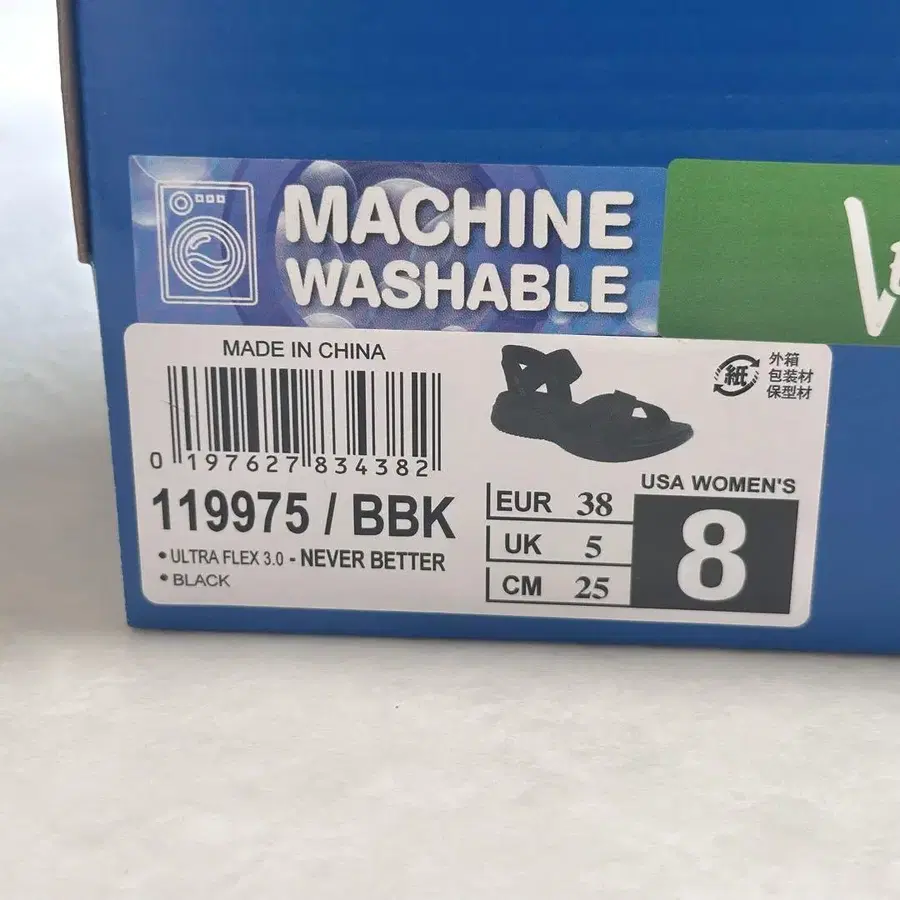 MACHINE
WASHABLE
MADE IN CHINA
0 197627 834382
119975 / BBK
• ULTRA FLEX 3.0 - NEVER BETTER
• BLACK
紙
外箱
包装材
保型材
USA WOMEN'S
EUR 38
UK 5
CM 25
8